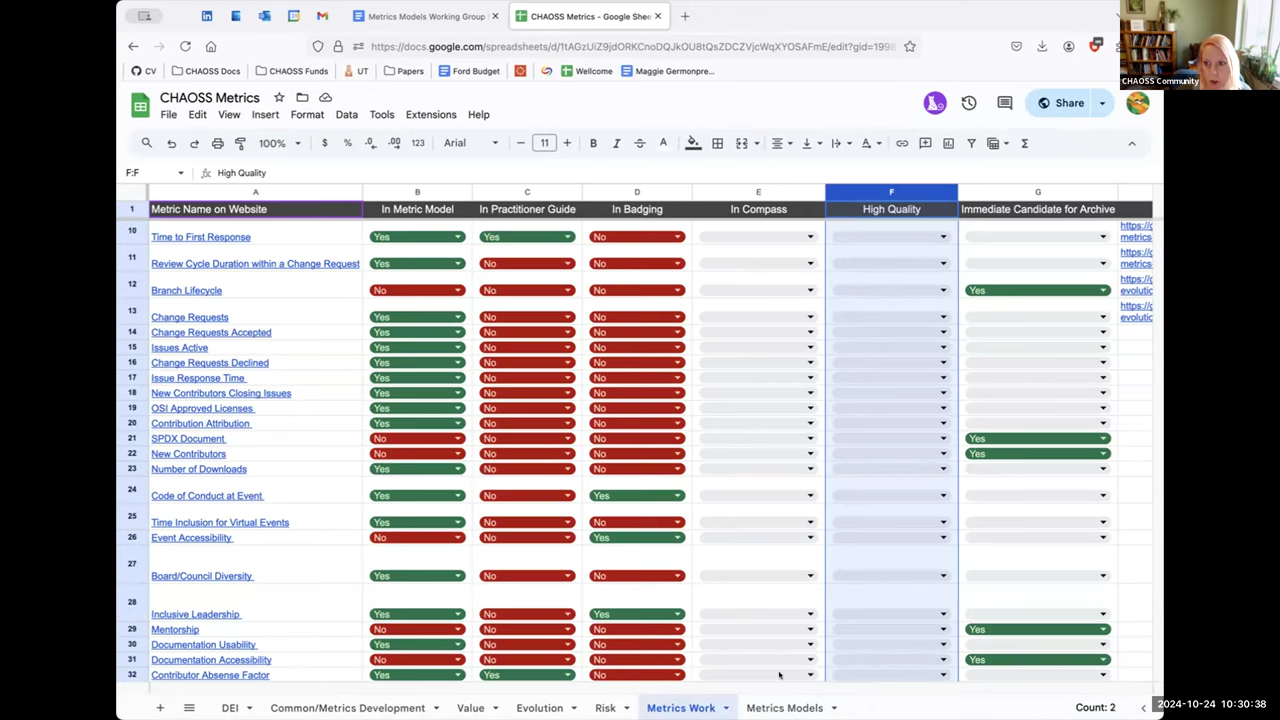 Metrics Models Working Group
CHAOSS Metrics - Google Shee
https://docs.google.com/spreadsheets/d/1tAGzUiZ9jdORKCnoDQJkOU8tQsZDCZVjcWqXYOSAFmE/edit?gid=199
CV
CHAOSS Docs
CHAOSS Funds
UT
Papers
Ford Budget
Wellcome
Maggie Germonpre...
CHAOSS Community
CHAOSS Metrics
File Edit View Insert Format Data Tools Extensions Help
Share
100% $ % .0 .00 123 Arial 11 B I A
F:F fx High Quality
A B C D E F G
1 Metric Name on Website In Metric Model In Practitioner Guide In Badging In Compass High Quality Immediate Candidate for Archive
10 Time to First Response Yes Yes No https://g metrics-
11 Review Cycle Duration within a Change Request Yes No No https://g metrics-
12 Branch Lifecycle No No No Yes https://g evolutic
13 Change Requests Yes No No https://g evolutic
14 Change Requests Accepted Yes No No
15 Issues Active Yes No No
16 Change Requests Declined Yes No No
17 Issue Response Time Yes No No
18 New Contributors Closing Issues Yes No No
19 OSI Approved Licenses Yes No No
20 Contribution Attribution Yes No No
21 SPDX Document No No No Yes
22 New Contributors No No No Yes
23 Number of Downloads Yes No No
24 Code of Conduct at Event Yes No Yes
25 Time Inclusion for Virtual Events Yes No No
26 Event Accessibility No No Yes
27 Board/Council Diversity Yes No No
28 Inclusive Leadership Yes No Yes
29 Mentorship No No No Yes
30 Documentation Usability Yes No No
31 Documentation Accessibility No No No Yes
32 Contributor Absense Factor Yes Yes No
DEI Common/Metrics Development Value Evolution Risk Metrics Work Metrics Models Count: 2
2024-10-24 10:30:38